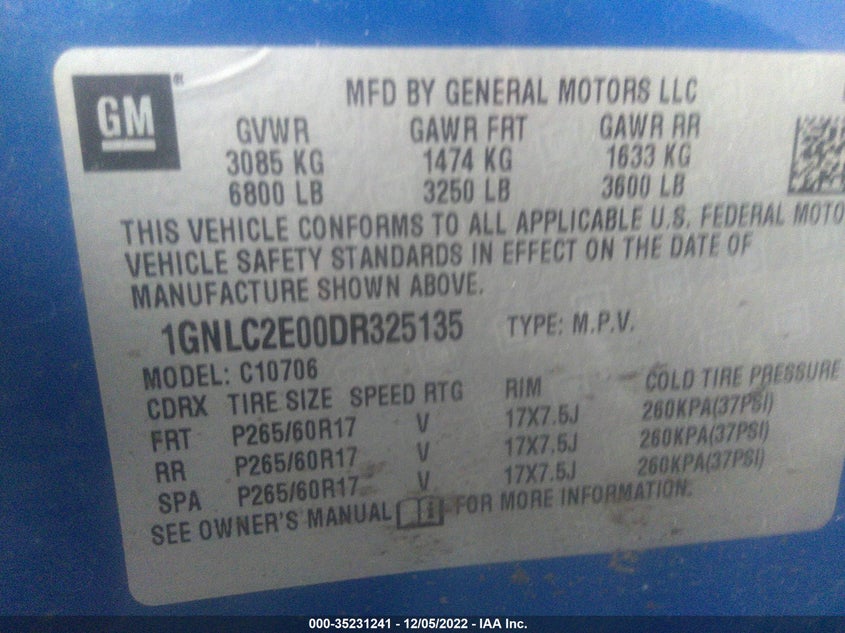 GM
MFD BY GENERAL MOTORS LLC
GVWR GAWR FRT GAWR RR
3085 KG 1474 KG 1633 KG
6800 LB 3250 LB 3600 LB
THIS VEHICLE CONFORMS TO ALL APPLICABLE U.S. FEDERAL MOTO
VEHICLE SAFETY STANDARDS IN EFFECT ON THE DATE OF
MANUFACTURE SHOWN ABOVE.
1GNLC2E00DR325135 TYPE: M.P.V.
MODEL: C10706
CDRX TIRE SIZE SPEED RTG RIM COLD TIRE PRESSURE
FRT P265/60R17 V 17X7.5J 260KPA(37PSI)
RR P265/60R17 V 17X7.5J 260KPA(37PSI)
SPA P265/60R17 V 17X7.5J 260KPA(37PSI)
SEE OWNER'S MANUAL FOR MORE INFORMATION.
000-35231241 - 12/05/2022 - IAA Inc.